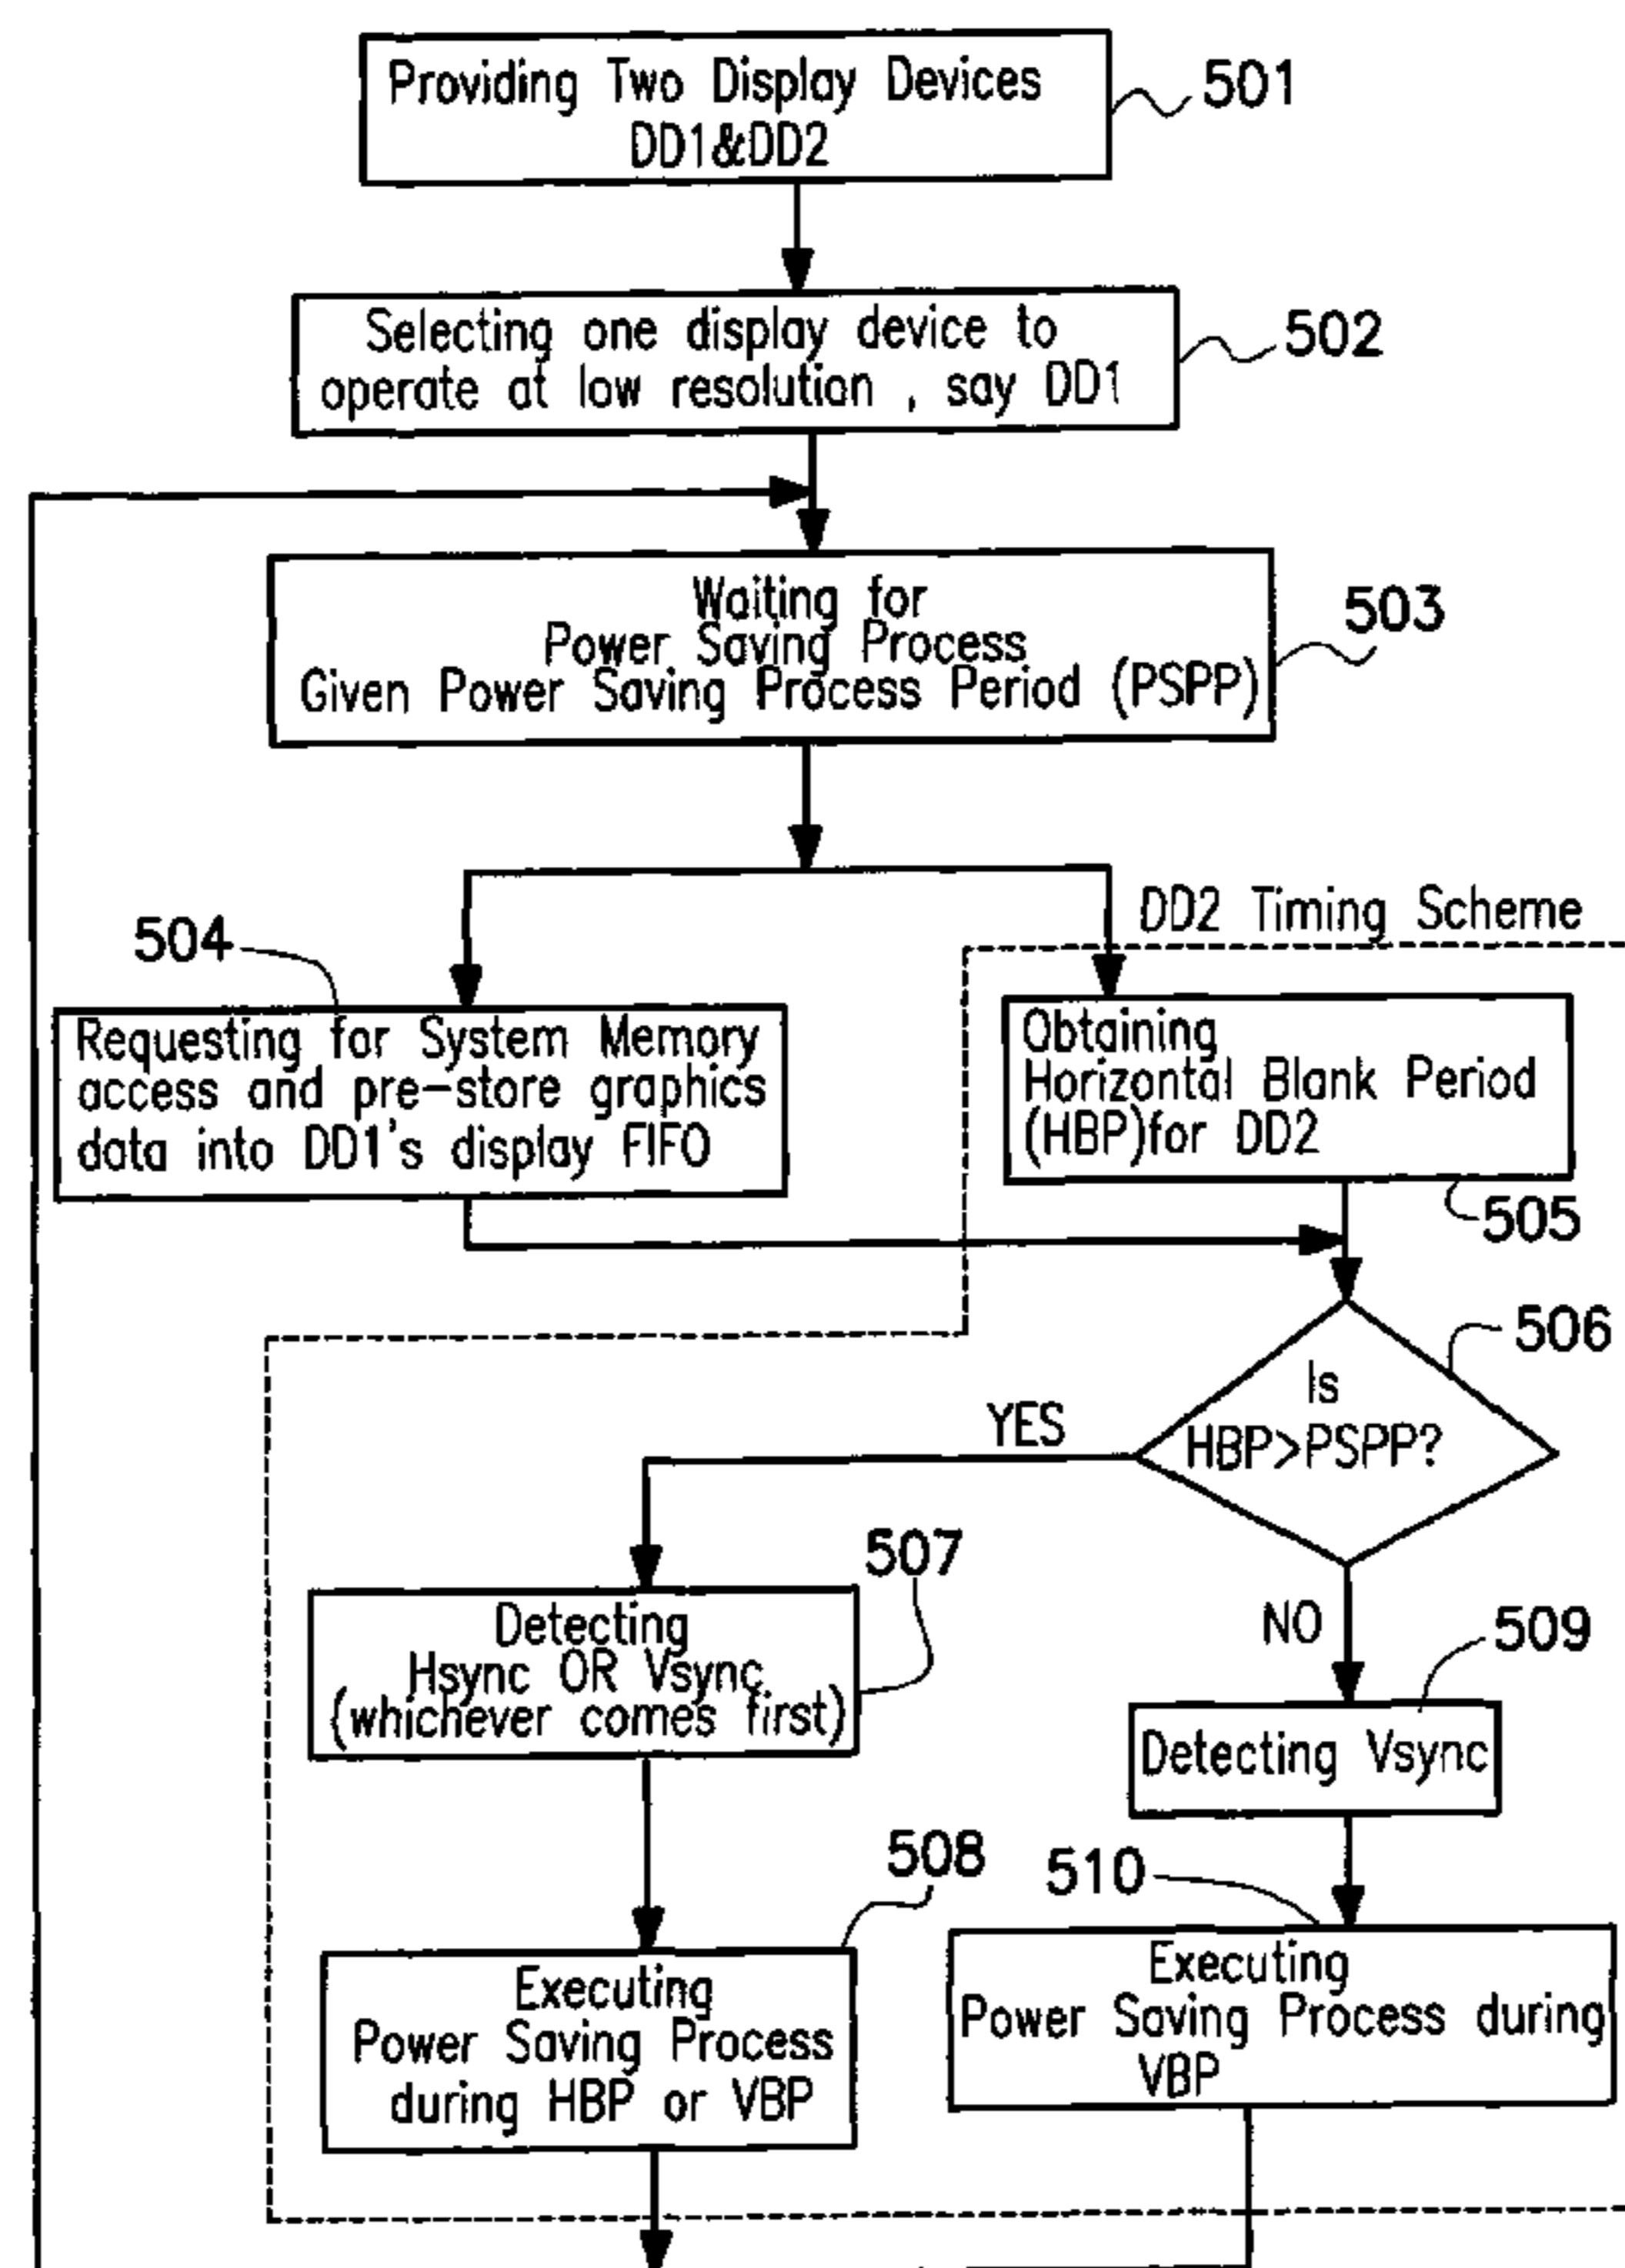 Providing Two Display Devices
DD1&DD2
501
Selecting one display device to
operate at low resolution , say DD1
502
Waiting for
Power Saving Process
Given Power Saving Process Period (PSPP)
503
DD2 Timing Scheme
504
Requesting for System Memory
access and pre-store graphics
data into DD1's display FIFO
Obtaining
Horizontal Blank Period
(HBP)for DD2
505
506
Is
HBP>PSPP?
YES
NO
507
Detecting
Hsync OR Vsync
(whichever comes first)
509
Detecting Vsync
508
Executing
Power Saving Process
during HBP or VBP
510
Executing
Power Saving Process during
VBP